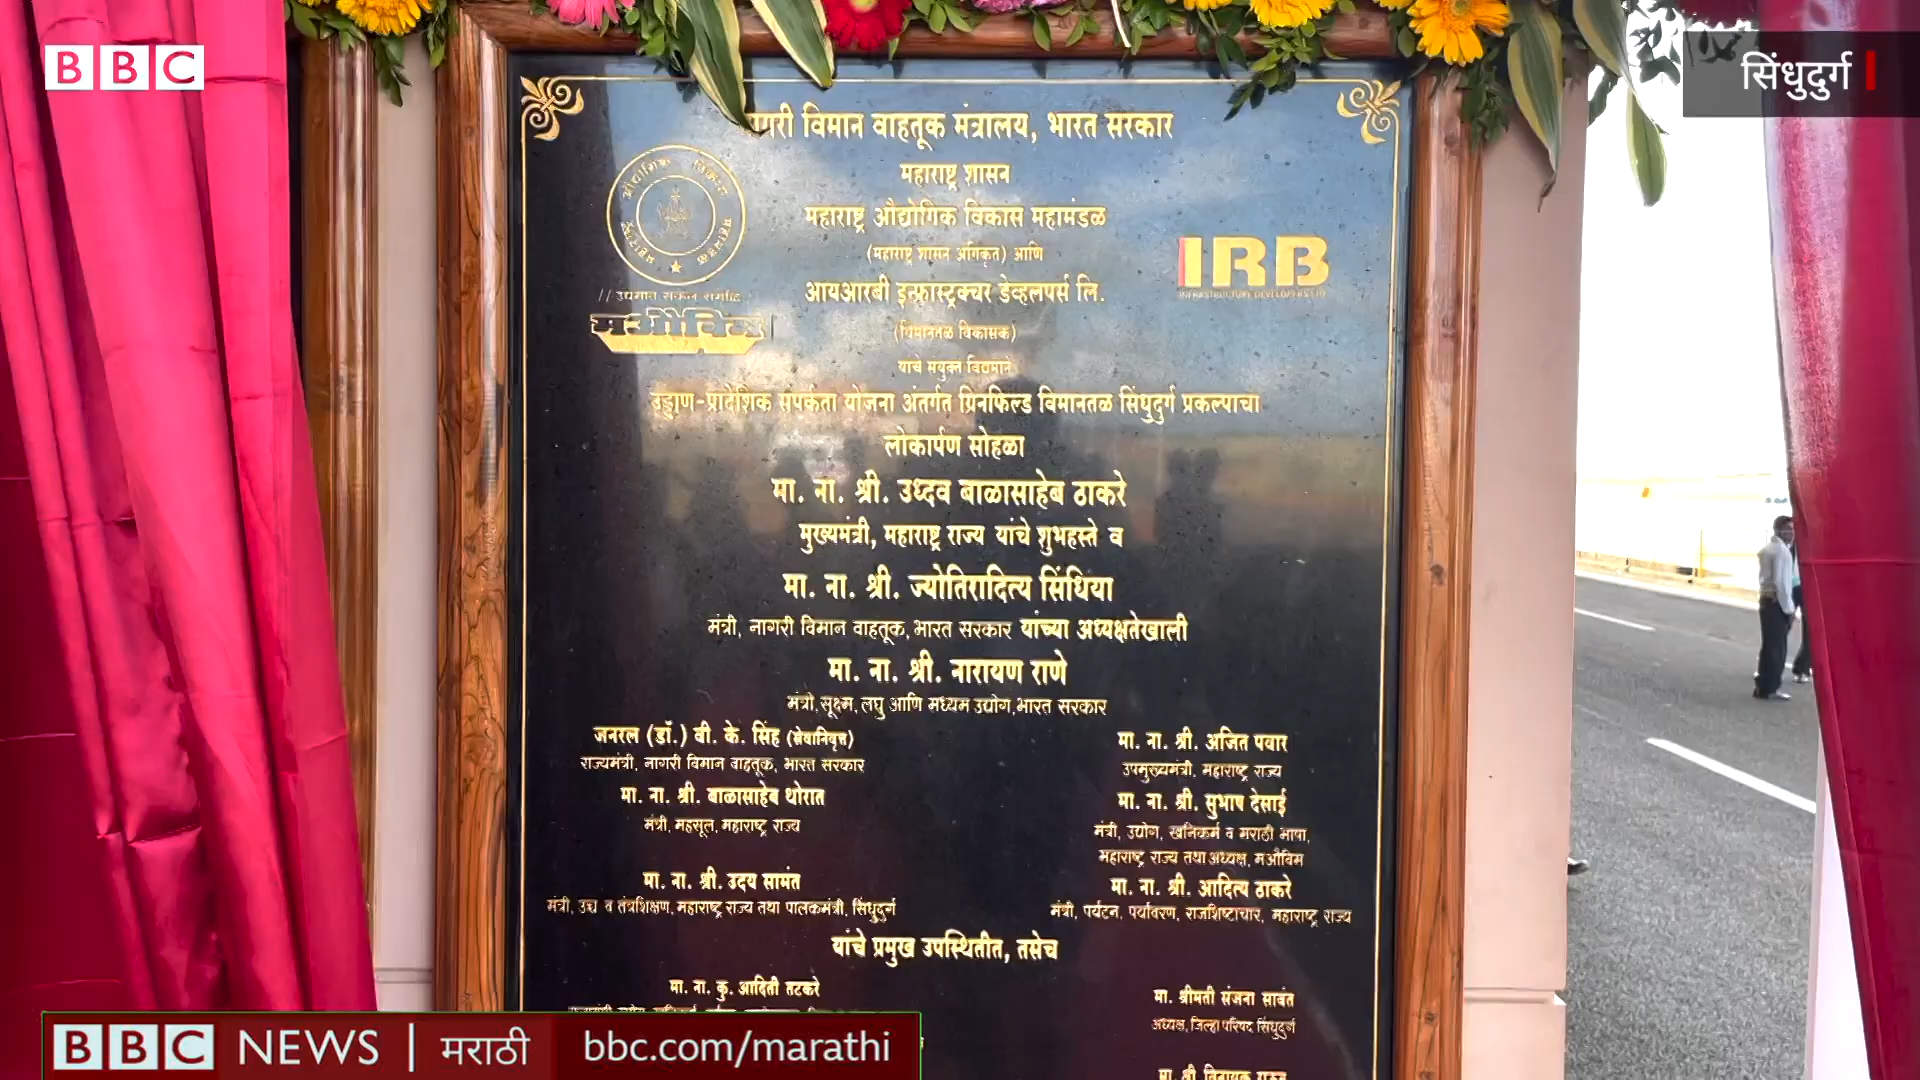 BBC
सिंधुदुर्ग
गरी विमान वाहतूक मंत्रालय, भारत सरकार
महाराष्ट्र शासन
महाराष्ट्र औद्योगिक विकास महामंडळ
(महाराष्ट्र शासन अंगिकृत) आणि
IRB
INFRASTRUCTURE DEVELOPERS LTD
आयआरबी इन्फ्रास्ट्रक्चर डेव्हलपर्स लि.
मऔविम
(विमानतळ विकासक)
यांचे संयुक्त विद्यमाने
उड्डाण-प्रादेशिक संपर्कता योजना अंतर्गत ग्रिनफिल्ड विमानतळ सिंधुदुर्ग प्रकल्पाचा
लोकार्पण सोहळा
मा. ना. श्री. उध्दव बाळासाहेब ठाकरे
मुख्यमंत्री, महाराष्ट्र राज्य यांचे शुभहस्ते व
मा. ना. श्री. ज्योतिरादित्य सिंधिया
मंत्री, नागरी विमान वाहतूक, भारत सरकार यांच्या अध्यक्षतेखाली
मा. ना. श्री. नारायण राणे
मंत्री, सूक्ष्म, लघु आणि मध्यम उद्योग, भारत सरकार
जनरल (डॉ.) वी. के. सिंह (सेवानिवृत्त)
राज्यमंत्री, नागरी विमान वाहतूक, भारत सरकार
मा. ना. श्री. बाळासाहेब थोरात
मंत्री, महसूल, महाराष्ट्र राज्य
मा. ना. श्री. उदय सामंत
मंत्री, उच्च व तंत्रशिक्षण, महाराष्ट्र राज्य तथा पालकमंत्री, सिंधुदुर्ग
मा. ना. श्री. अजित पवार
उपमुख्यमंत्री, महाराष्ट्र राज्य
मा. ना. श्री. सुभाष देसाई
मंत्री, उद्योग, खनिकर्म व मराठी भाषा,
महाराष्ट्र राज्य तथा अध्यक्ष, मऔविम
मा. ना. श्री. आदित्य ठाकरे
मंत्री, पर्यटन, पर्यावरण, राजशिष्टाचार, महाराष्ट्र राज्य
यांचे प्रमुख उपस्थितीत, तसेच
मा. ना. कु. आदिती तटकरे
मा. श्रीमती संजना सावंत
अध्यक्ष, जिल्हा परिषद सिंधुदुर्ग
BBC NEWS | मराठी bbc.com/marathi